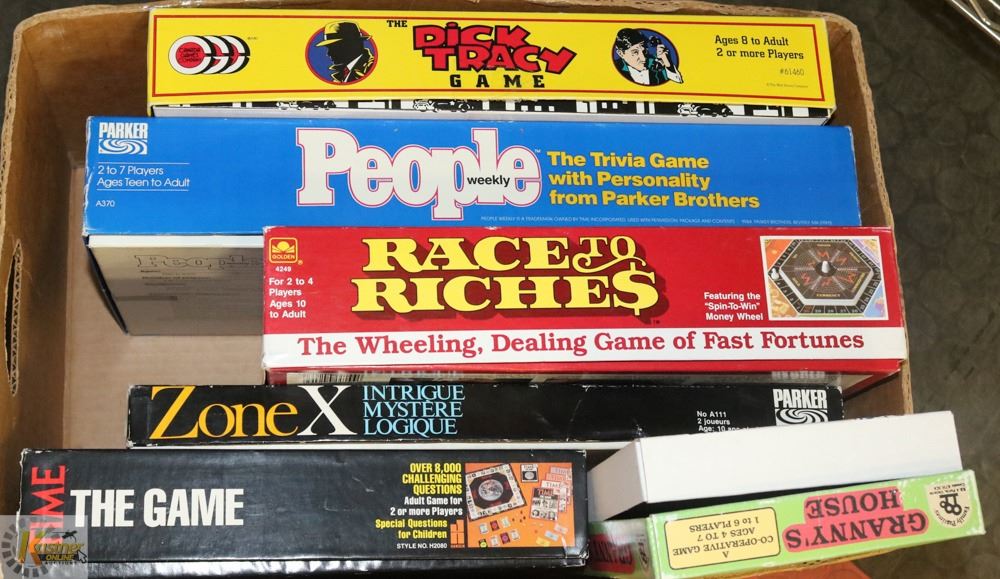 THE
DICK
TRACY
GAME
Ages 8 to Adult
2 or more Players
#61460
PARKER
2 to 7 Players
Ages Teen to Adult
A370
People
weekly
The Trivia Game
with Personality
from Parker Brothers
People
GOLDEN
4249
For 2 to 4
Players
Ages 10
to Adult
RACE TO
RICHE$
Featuring the
"Spin-To-Win"
Money Wheel
The Wheeling, Dealing Game of Fast Fortunes
Zone X
INTRIGUE
MYSTÈRE
LOGIQUE
No A111
2 joueurs
PARKER
TIME
THE GAME
OVER 8,000
CHALLENGING
QUESTIONS
Adult Game for
2 or more Players
Special Questions
for Children
STYLE NO. H2080
GRANNY'S
HOUSE
A
CO-OPERATIVE GAME
AGES 4 TO 7
1 to 6 PLAYERS
Kastner
ONLINE
AUCTIONS